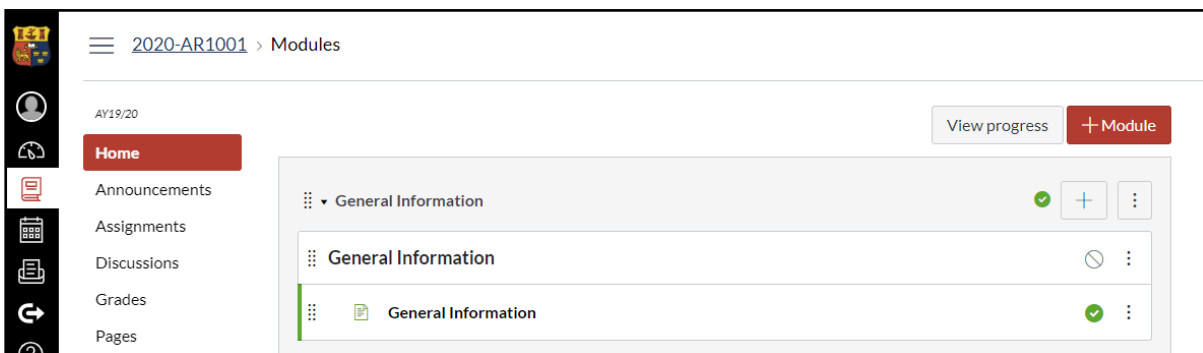 2020-AR1001 > Modules
AY19/20
View progress
+ Module
Home
Announcements
General Information
Assignments
General Information
Discussions
Grades
General Information
Pages